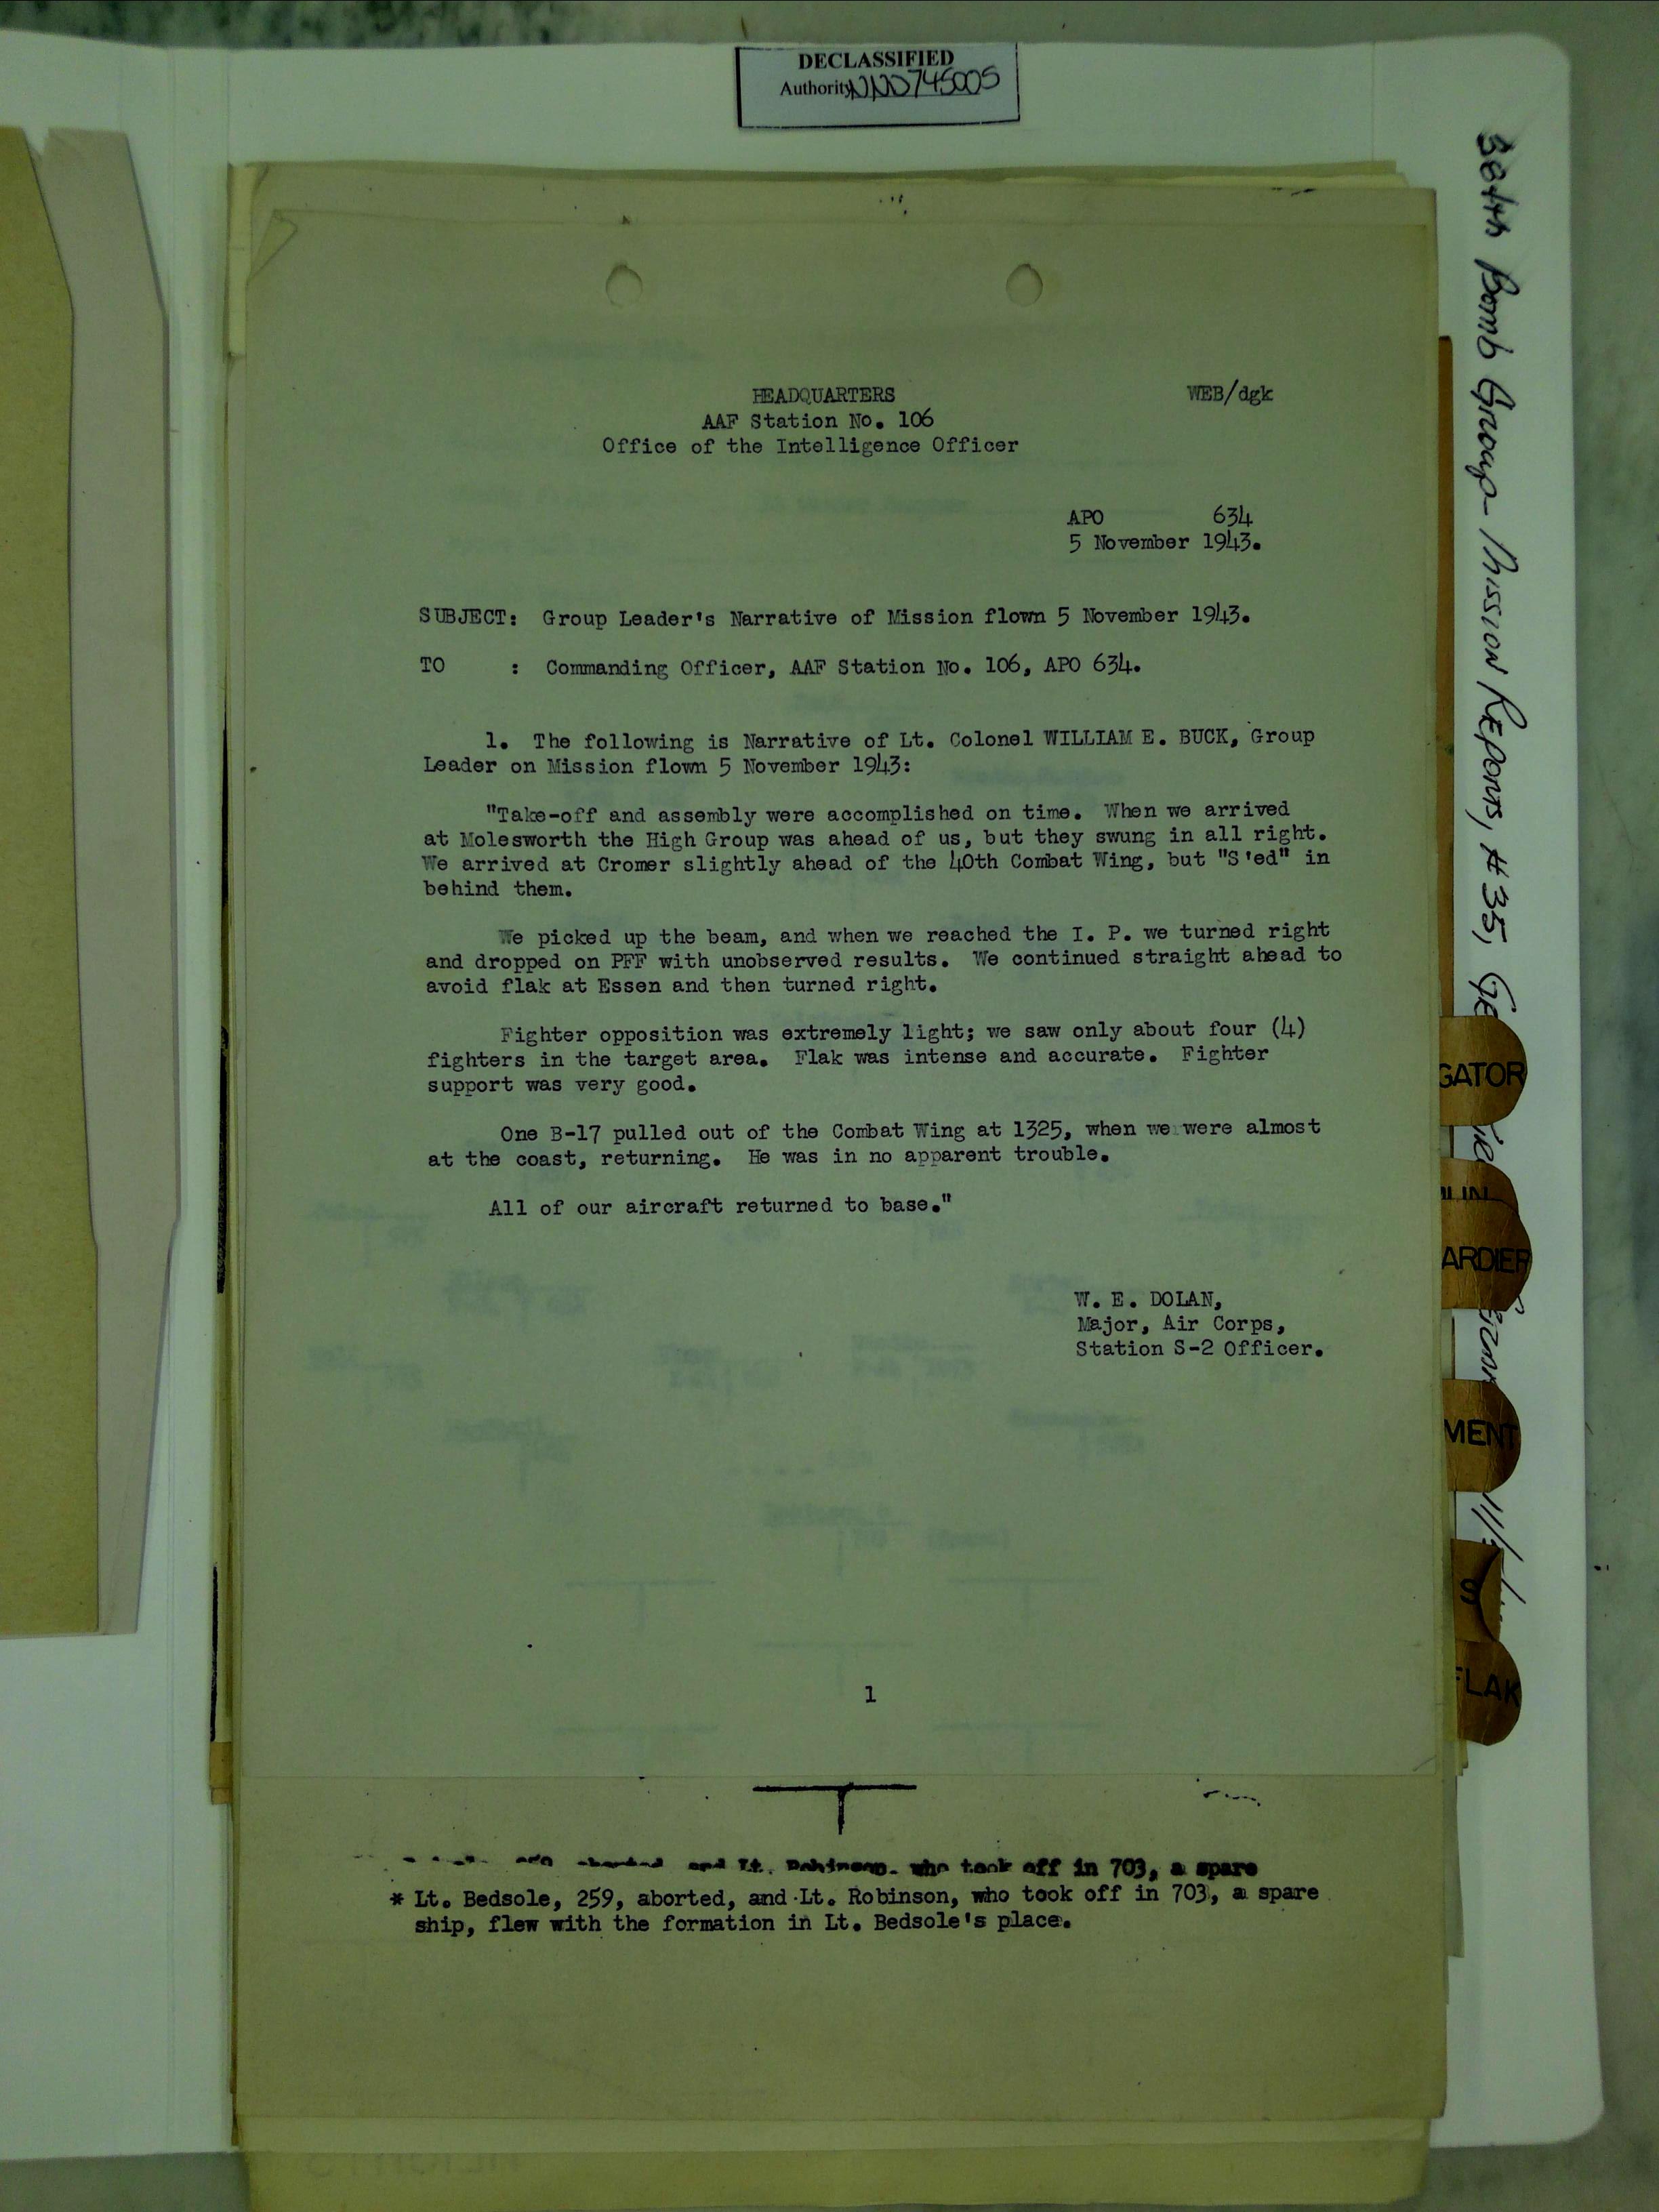 DECLASSIFIED
Authority NND745005
HEADQUARTERS
WEB/dgk
AAF Station No. 106
Office of the Intelligence Officer
APO 634
5 November 1943.
SUBJECT: Group Leader's Narrative of Mission flown 5 November 1943.
TO : Commanding Officer, AAF Station No. 106, APO 634.
1. The following is Narrative of Lt. Colonel WILLIAM E. BUCK, Group
Leader on Mission flown 5 November 1943:
"Take-off and assembly were accomplished on time. When we arrived
at Molesworth the High Group was ahead of us, but they swung in all right.
We arrived at Cromer slightly ahead of the 40th Combat Wing, but "S'ed" in
behind them.
We picked up the beam, and when we reached the I. P. we turned right
and dropped on PFF with unobserved results. We continued straight ahead to
avoid flak at Essen and then turned right.
Fighter opposition was extremely light; we saw only about four (4)
fighters in the target area. Flak was intense and accurate. Fighter
support was very good.
One B-17 pulled out of the Combat Wing at 1325, when we were almost
at the coast, returning. He was in no apparent trouble.
All of our aircraft returned to base."
W. E. DOLAN,
Major, Air Corps,
Station S-2 Officer.
1
aborted and Lt. Robinson, who took off in 703, a spare
* Lt. Bedsole, 259, aborted, and Lt. Robinson, who took off in 703, a spare
ship, flew with the formation in Lt. Bedsole's place.
384th Bomb Group - Mission Reports, #35, GE
GATOR
ARDIER
MENT
S
FLAK